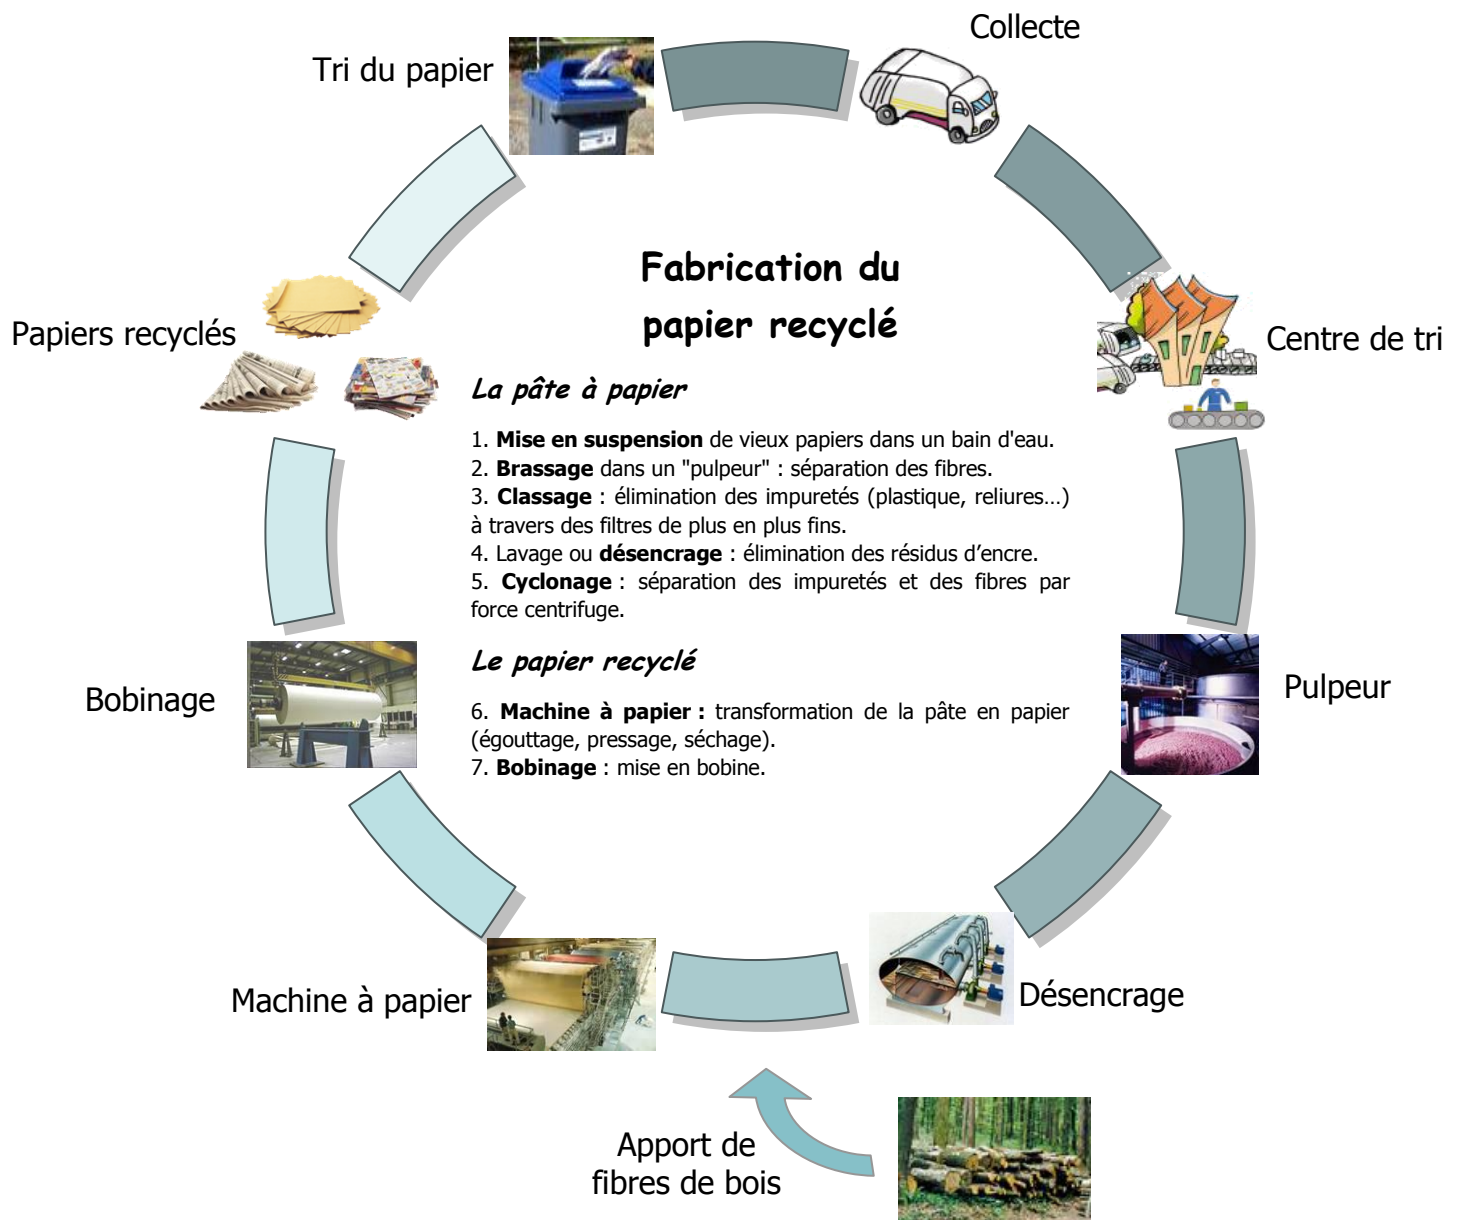 Collecte
Tri du papier
Fabrication du
papier recyclé
Papiers recyclés
Centre de tri
La pâte à papier
1. Mise en suspension de vieux papiers dans un bain d'eau.
2. Brassage dans un "pulpeur" : séparation des fibres.
3. Classage : élimination des impuretés (plastique, reliures…)
à travers des filtres de plus en plus fins.
4. Lavage ou désencrage : élimination des résidus d’encre.
5. Cyclonage : séparation des impuretés et des fibres par
force centrifuge.
Le papier recyclé
Bobinage
Pulpeur
6. Machine à papier : transformation de la pâte en papier
(égouttage, pressage, séchage).
7. Bobinage : mise en bobine.
Machine à papier
Désencrage
Apport de
fibres de bois